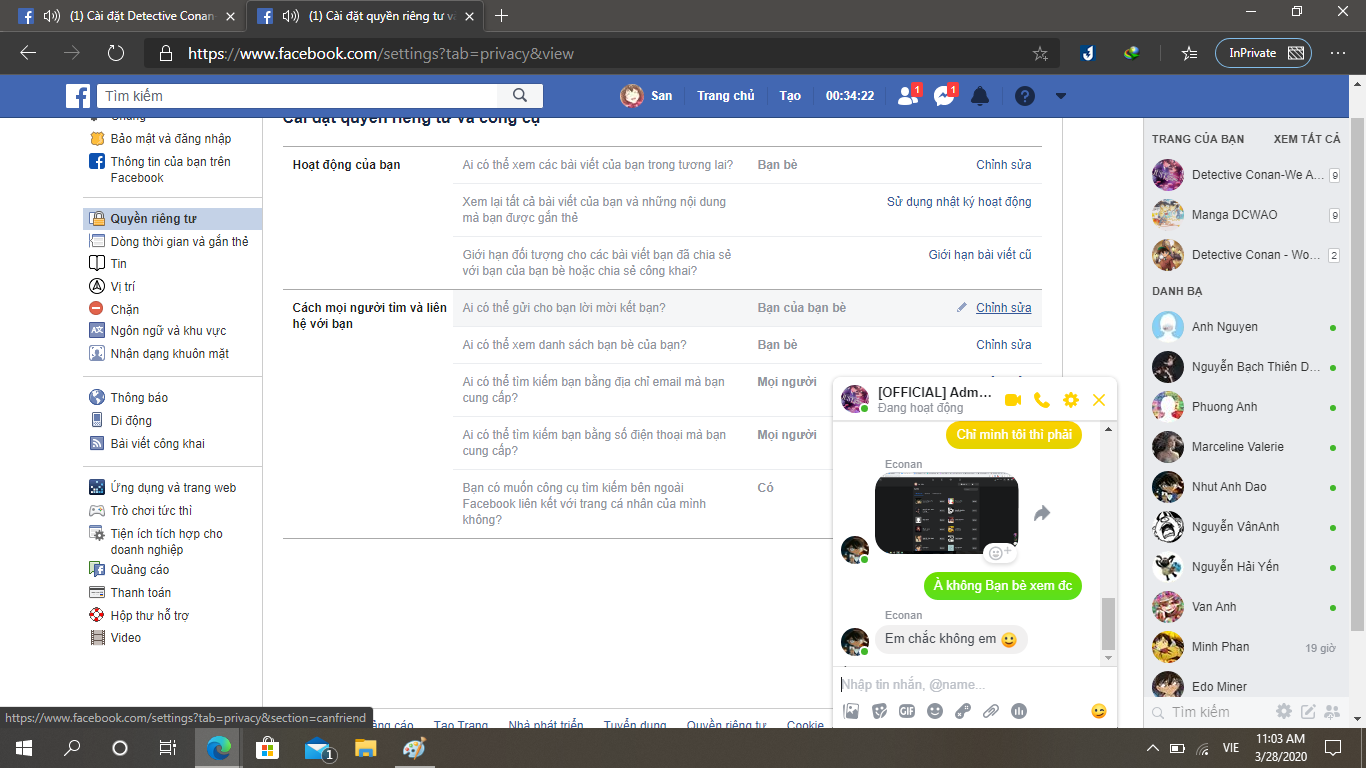 (1) Cài đặt Detective Conan-
(1) Cài đặt quyền riêng tư và
https://www.facebook.com/settings?tab=privacy&view
InPrivate
Tìm kiếm
San
Trang chủ
Tạo
00:34:22
1
1
Chung
Bảo mật và đăng nhập
Thông tin của bạn trên
Facebook
Quyền riêng tư
Dòng thời gian và gắn thẻ
Tin
Vị trí
Chặn
Ngôn ngữ và khu vực
Nhận dạng khuôn mặt
Thông báo
Di động
Bài viết công khai
Ứng dụng và trang web
Trò chơi tức thì
Tiện ích tích hợp cho
doanh nghiệp
Quảng cáo
Thanh toán
Hộp thư hỗ trợ
Video
Cài đặt quyền riêng tư và công cụ
Hoạt động của bạn
Ai có thể xem các bài viết của bạn trong tương lai?
Bạn bè
Chỉnh sửa
Xem lại tất cả bài viết của bạn và những nội dung
mà bạn được gắn thẻ
Sử dụng nhật ký hoạt động
Giới hạn đối tượng cho các bài viết bạn đã chia sẻ
với bạn của bạn bè hoặc chia sẻ công khai?
Giới hạn bài viết cũ
Cách mọi người tìm và liên
hệ với bạn
Ai có thể gửi cho bạn lời mời kết bạn?
Bạn của bạn bè
Chỉnh sửa
Ai có thể xem danh sách bạn bè của bạn?
Bạn bè
Chỉnh sửa
Ai có thể tìm kiếm bạn bằng địa chỉ email mà bạn
cung cấp?
Mọi người
Ai có thể tìm kiếm bạn bằng số điện thoại mà bạn
cung cấp?
Mọi người
Bạn có muốn công cụ tìm kiếm bên ngoài
Facebook liên kết với trang cá nhân của mình
không?
Có
[OFFICIAL] Adm...
Đang hoạt động
Chỉ mình tôi thì phải
Econan
À không Bạn bè xem đc
Econan
Em chắc không em
Nhập tin nhắn, @name...
GIF
TRANG CỦA BẠN
XEM TẤT CẢ
Detective Conan-We A...
9
Manga DCWAO
9
Detective Conan - Wo...
2
DANH BẠ
Anh Nguyen
Nguyễn Bạch Thiên D...
Phuong Anh
Marceline Valerie
Nhut Anh Dao
Nguyễn VânAnh
Nguyễn Hải Yến
Van Anh
Minh Phan
19 giờ
Edo Miner
Tìm kiếm
https://www.facebook.com/settings?tab=privacy&section=canfriend
Tạo Trang
Nhà phát triển
Tuyển dụng
Quyền riêng tư
Cookie
1
VIE
11:03 AM
3/28/2020